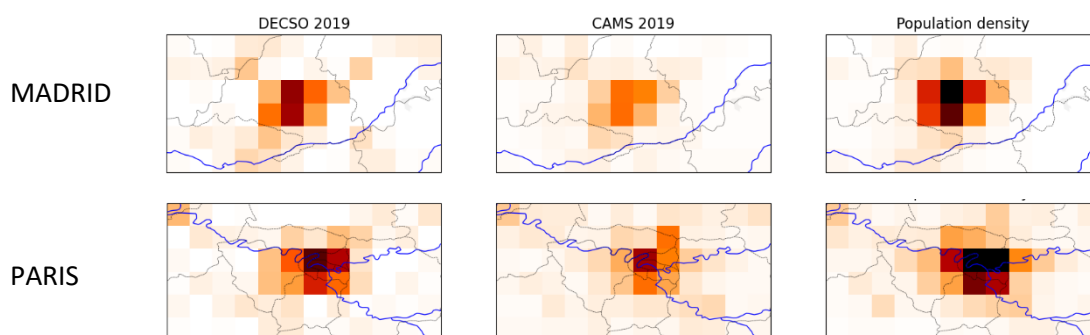 DECSO 2019
CAMS 2019
Population density
MADRID
PARIS